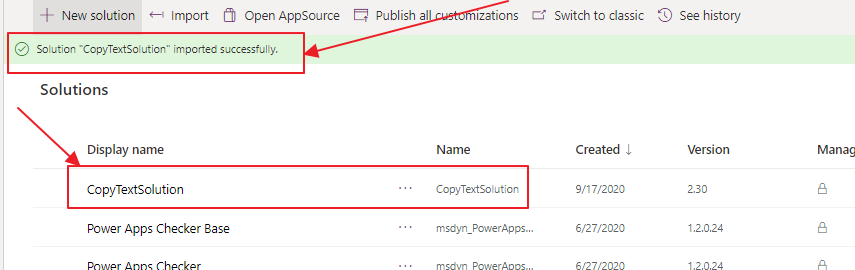 New solution Import Open AppSource Publish all customizations Switch to classic See history
Solution "CopyTextSolution" imported successfully.
Solutions
Display name Name Created ↓ Version Manag
CopyTextSolution ··· CopyTextSolution 9/17/2020 2.30
Power Apps Checker Base ··· msdyn_PowerApps... 6/27/2020 1.2.0.24
Power Apps Checker ··· msdyn_PowerApps... 6/27/2020 1.2.0.24